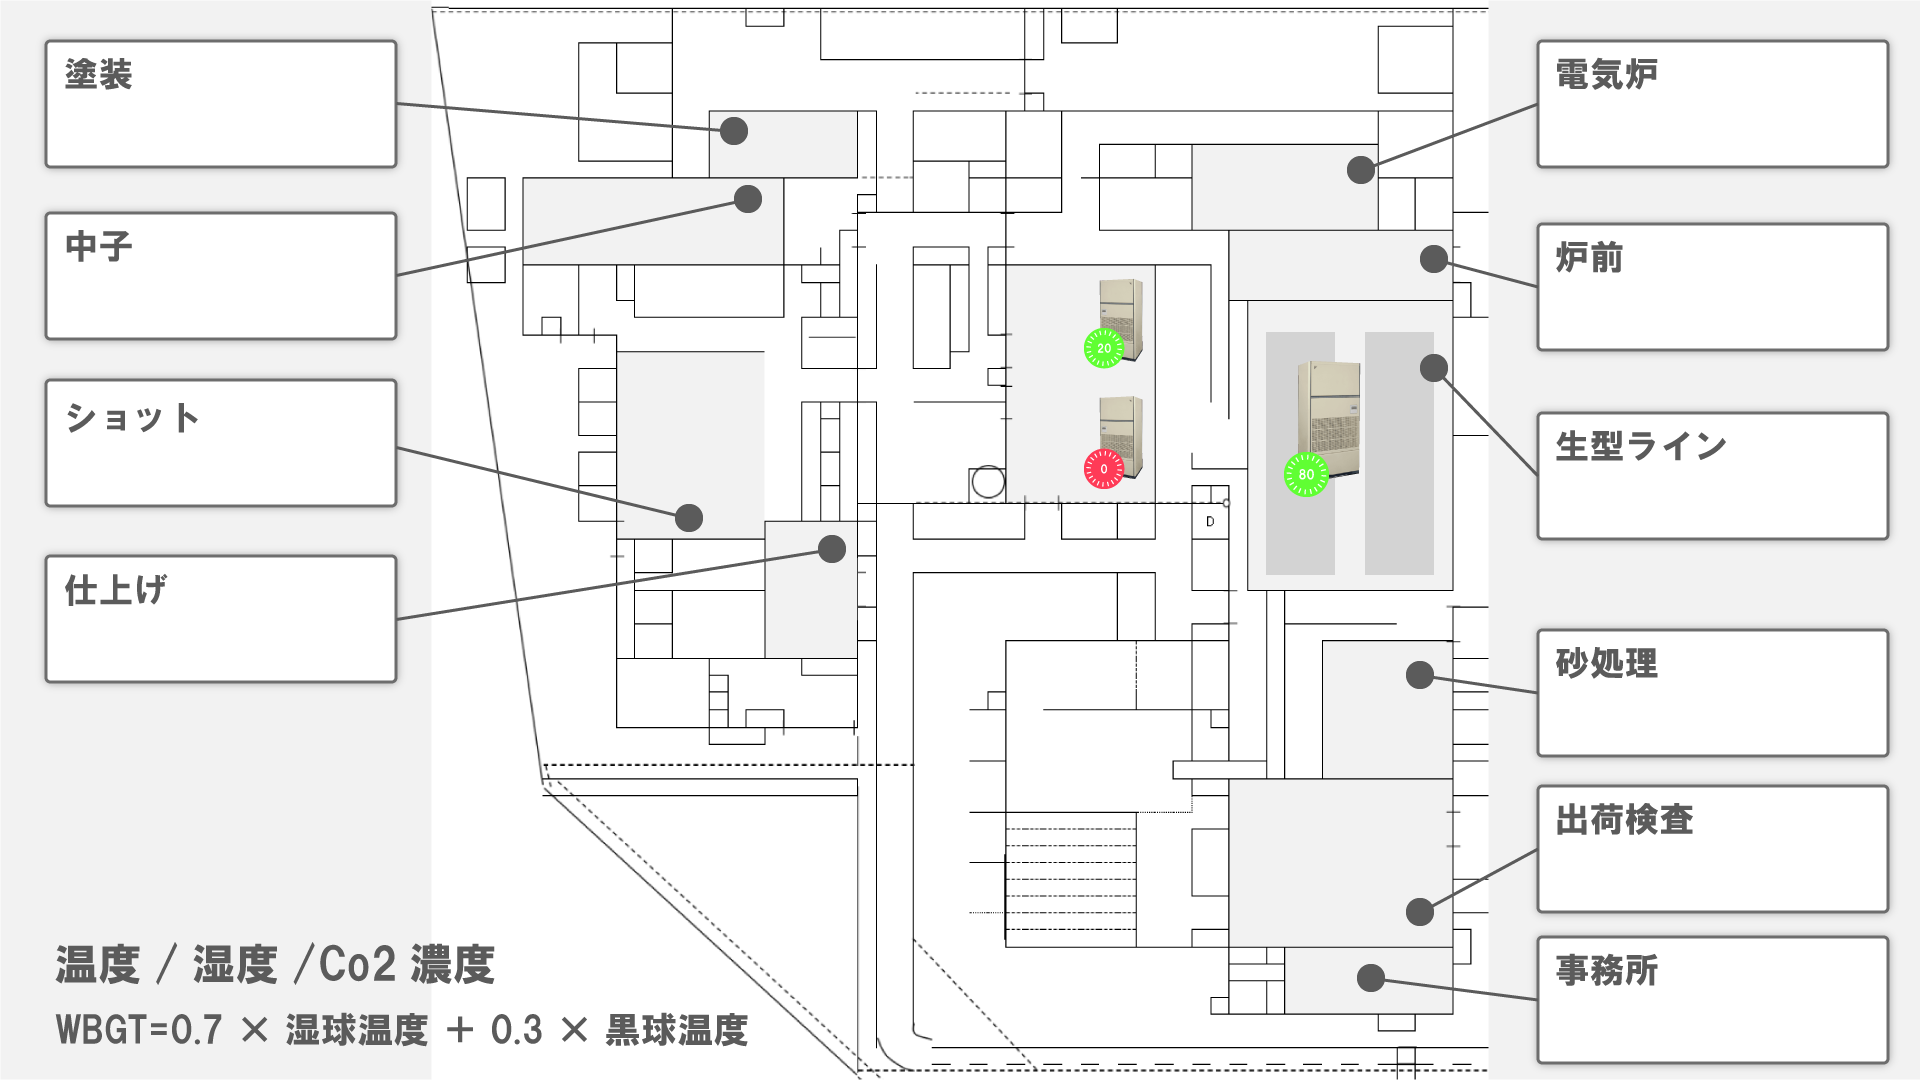 塗装
中子
ショット
仕上げ
電気炉
炉前
生型ライン
砂処理
出荷検査
事務所
20
0
80
D
温度 / 湿度 /Co2 濃度
WBGT=0.7 × 湿球温度 + 0.3 × 黒球温度